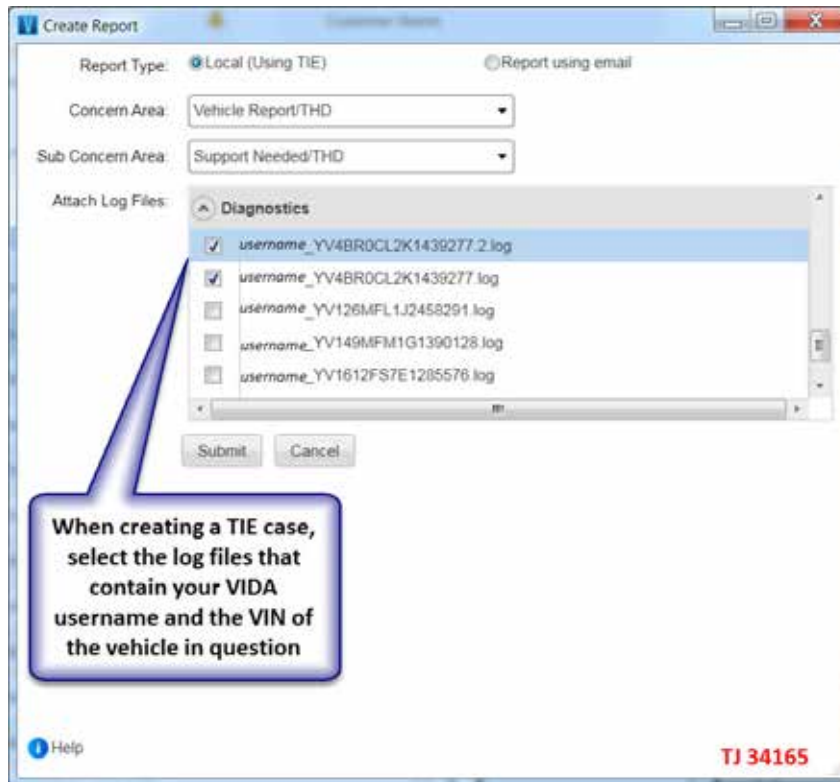 Create Report
Customer Name
Report Type: Local (Using TIE) Report using email
Concern Area: Vehicle Report/THD
Sub Concern Area: Support Needed/THD
Attach Log Files: Diagnostics
username_YV4BR0CL2K1439277.2.log
username_YV4BR0CL2K1439277.log
username_YV126MFL1J2458291.log
username_YV149MFM1G1390128.log
username_YV1612FS7E1285576.log
Submit Cancel
When creating a TIE case,
select the log files that
contain your VIDA
username and the VIN of
the vehicle in question
Help
TJ 34165